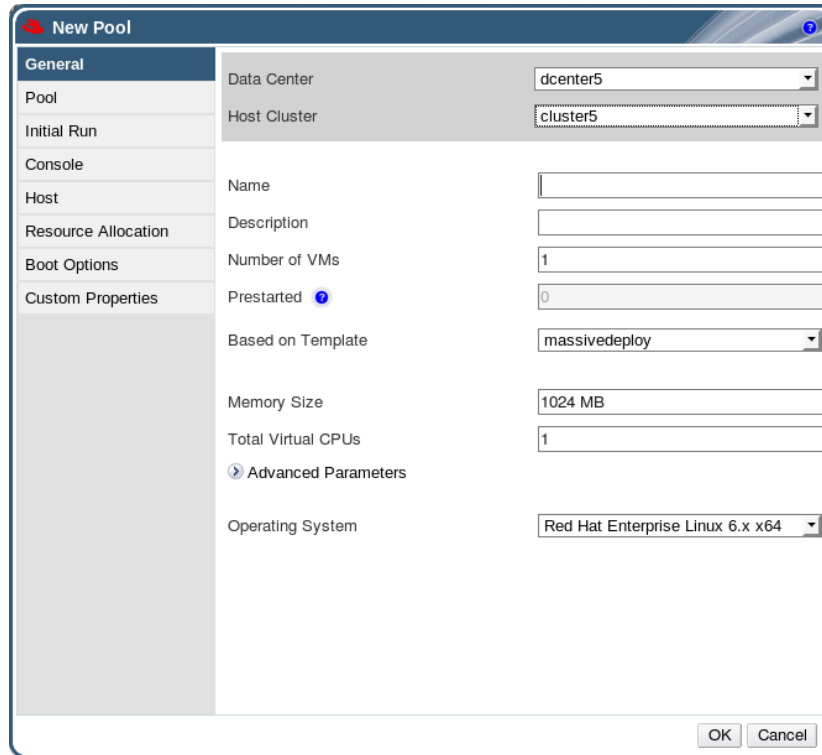 New Pool
?
General
Pool
Initial Run
Console
Host
Resource Allocation
Boot Options
Custom Properties
Data Center dcenter5
Host Cluster cluster5
Name
Description
Number of VMs 1
Prestarted ? 0
Based on Template massivedeploy
Memory Size 1024 MB
Total Virtual CPUs 1
Advanced Parameters
Operating System Red Hat Enterprise Linux 6.x x64
OK Cancel